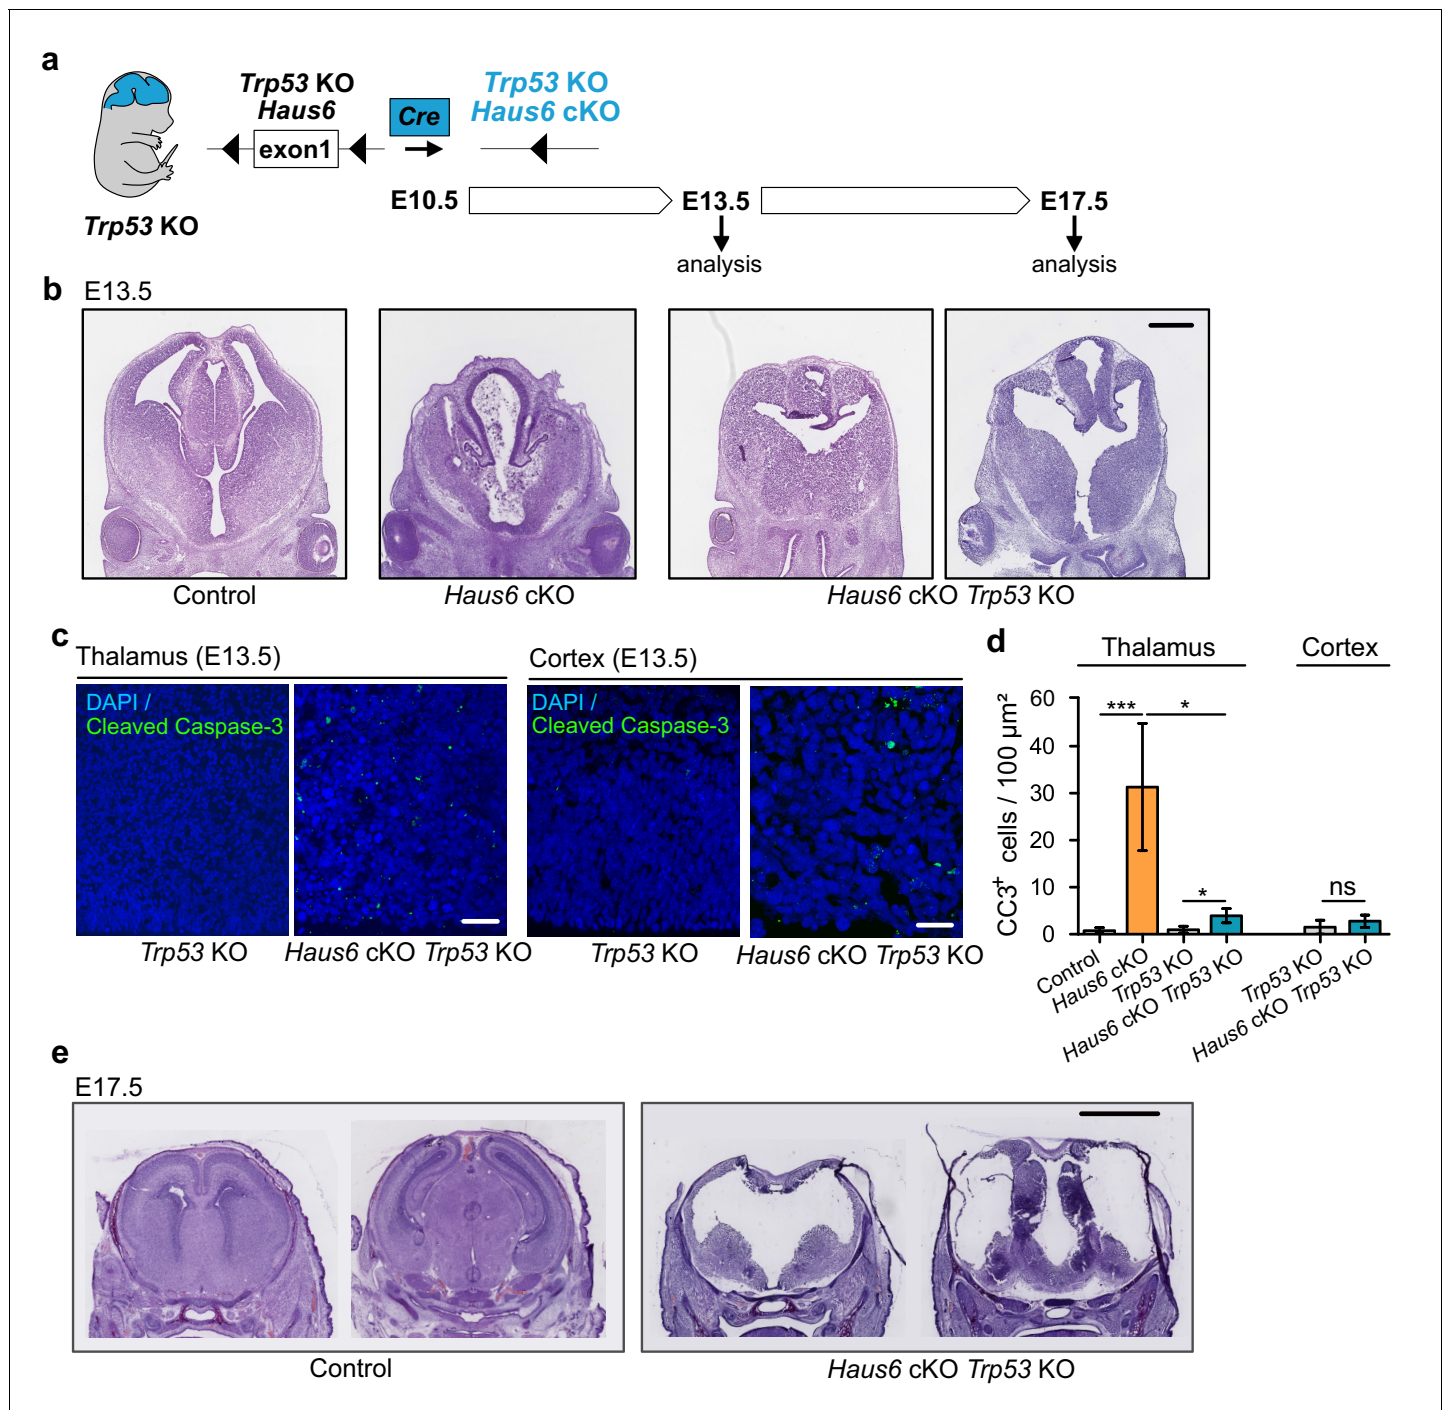 a
Trp53 KO
Haus6
exon1
Cre
Trp53 KO
Haus6 cKO
Trp53 KO
E10.5
E13.5
E17.5
analysis
analysis
b
E13.5
Control
Haus6 cKO
Haus6 cKO Trp53 KO
c
Thalamus (E13.5)
Cortex (E13.5)
DAPI /
Cleaved Caspase-3
DAPI /
Cleaved Caspase-3
Trp53 KO
Haus6 cKO Trp53 KO
Trp53 KO
Haus6 cKO Trp53 KO
d
Thalamus
Cortex
CC3⁺ cells / 100 µm²
60
40
30
20
10
0
***
*
*
ns
Control
Haus6 cKO
Trp53 KO
Haus6 cKO Trp53 KO
Trp53 KO
Haus6 cKO Trp53 KO
e
E17.5
Control
Haus6 cKO Trp53 KO